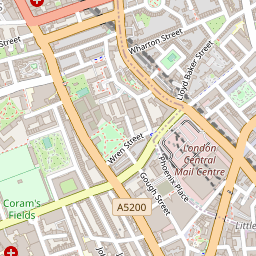 Street
Wharton Street
Lloyd Baker Street
Wren Street
London
Central
Mail Centre
Phoenix Place
Coram's
Fields
Gough Street
A5200
Little